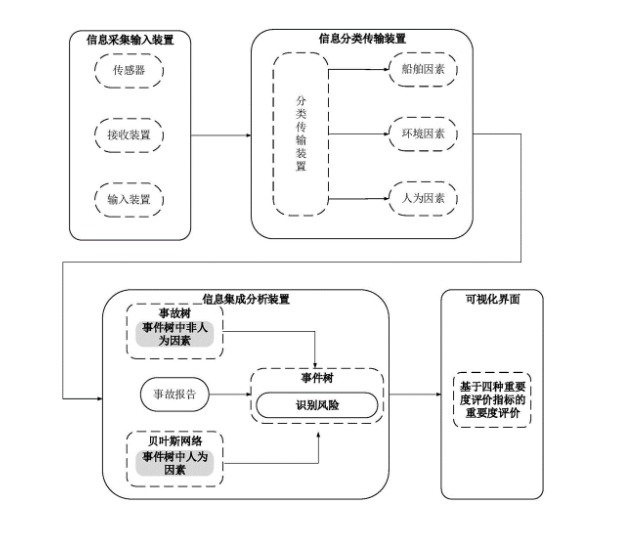 信息采集输入装置
传感器
接收装置
输入装置
信息分类传输装置
分类传输装置
船舶因素
环境因素
人为因素
信息集成分析装置
事故树
事件树中非人
为因素
事故报告
贝叶斯网络
事件树中人为
因素
事件树
识别风险
可视化界面
基于四种重要
度评价指标的
重要度评价